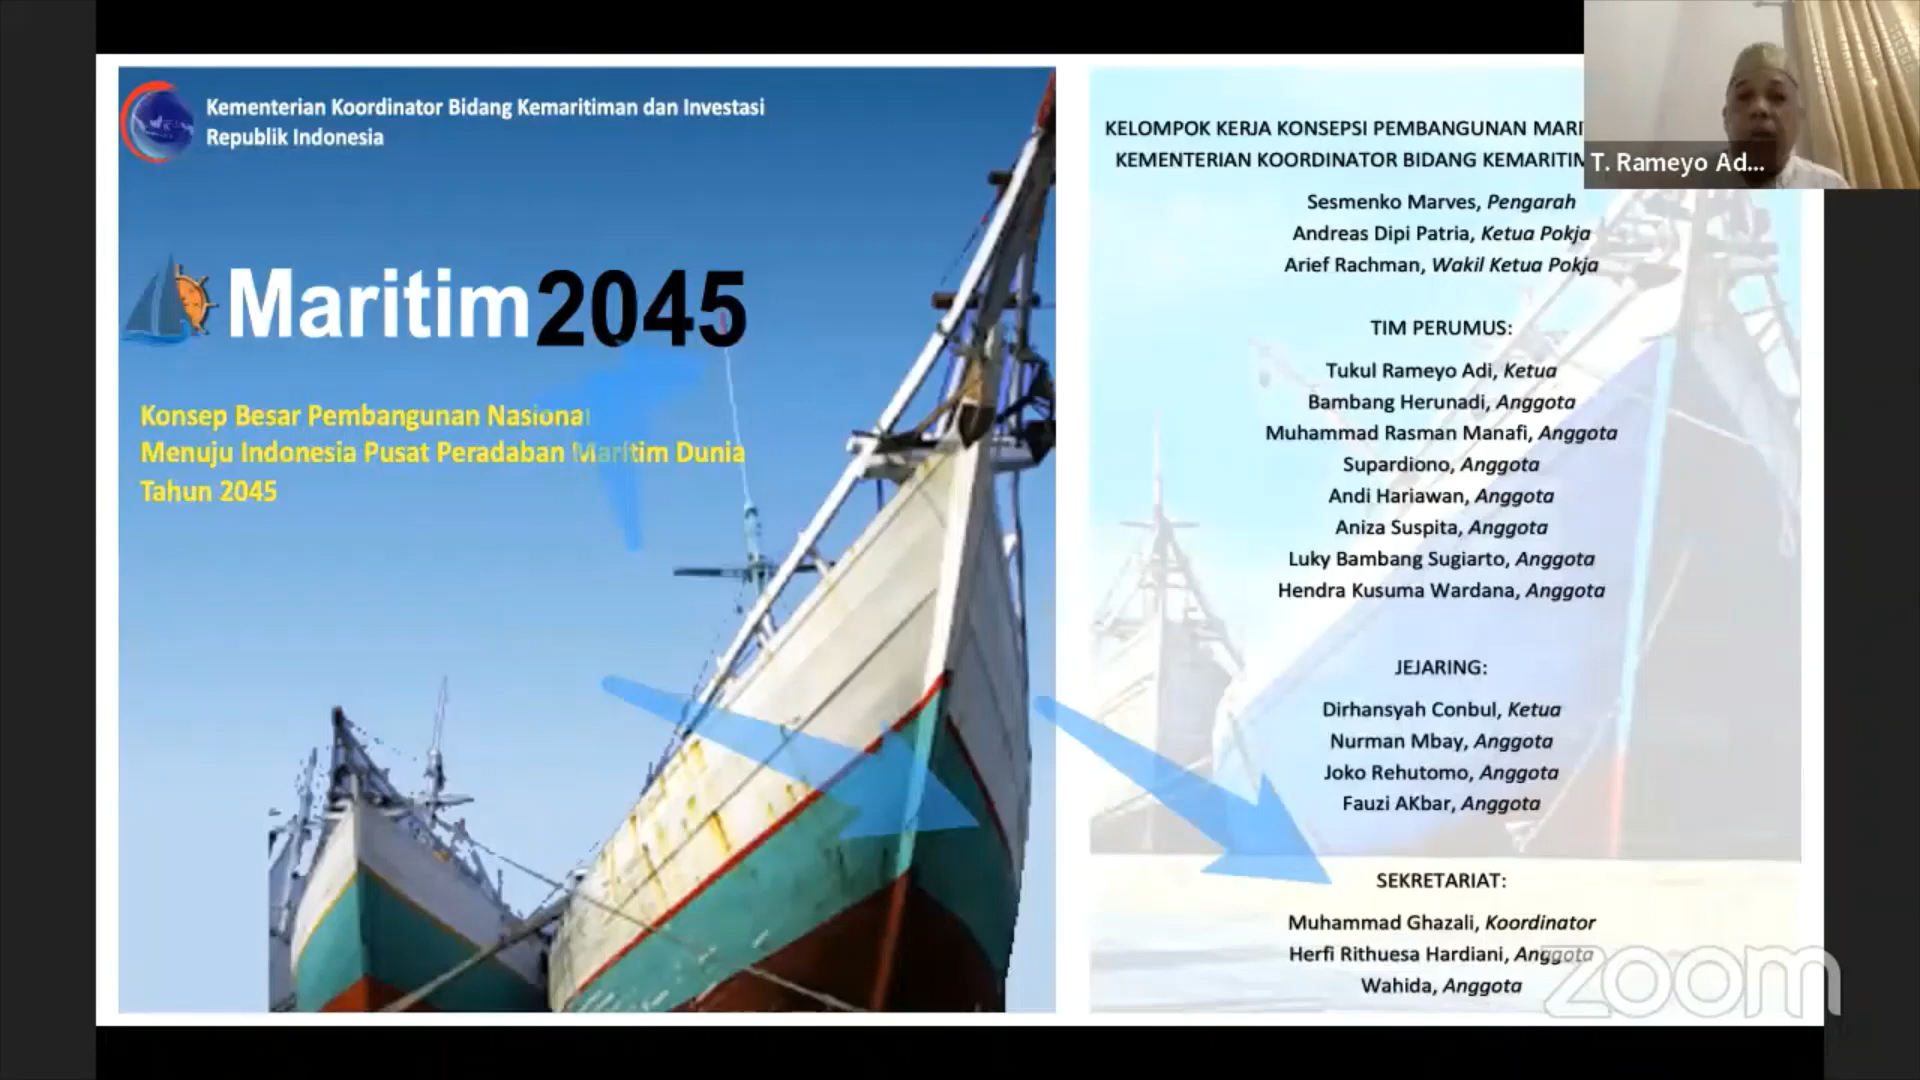 Kementerian Koordinator Bidang Kemaritiman dan Investasi
Republik Indonesia
Maritim 2045
Konsep Besar Pembangunan Nasional
Menuju Indonesia Pusat Peradaban Maritim Dunia
Tahun 2045
KELOMPOK KERJA KONSEPSI PEMBANGUNAN
KEMENTERIAN KOORDINATOR BIDANG
Sesmenko Marves, Pengarah
Andreas Dipi Patria, Ketua Pokja
Arief Rachman, Wakil Ketua Pokja
TIM PERUMUS:
Tukul Rameyo Adi, Ketua
Bambang Herunadi, Anggota
Muhammad Rasman Manafi, Anggota
Supardiono, Anggota
Andi Hariawan, Anggota
Aniza Suspita, Anggota
Luky Bambang Sugiarto, Anggota
Hendra Kusuma Wardana, Anggota
JEJARING:
Dirhansyah Conbul, Ketua
Nurman Mbay, Anggota
Joko Rehutomo, Anggota
Fauzi AKbar, Anggota
SEKRETARIAT:
Muhammad Ghazali, Koordinator
Herfi Rithuesa Hardiani, Anggota
Wahida, Anggota
T. Rameyo Ad...
zoom